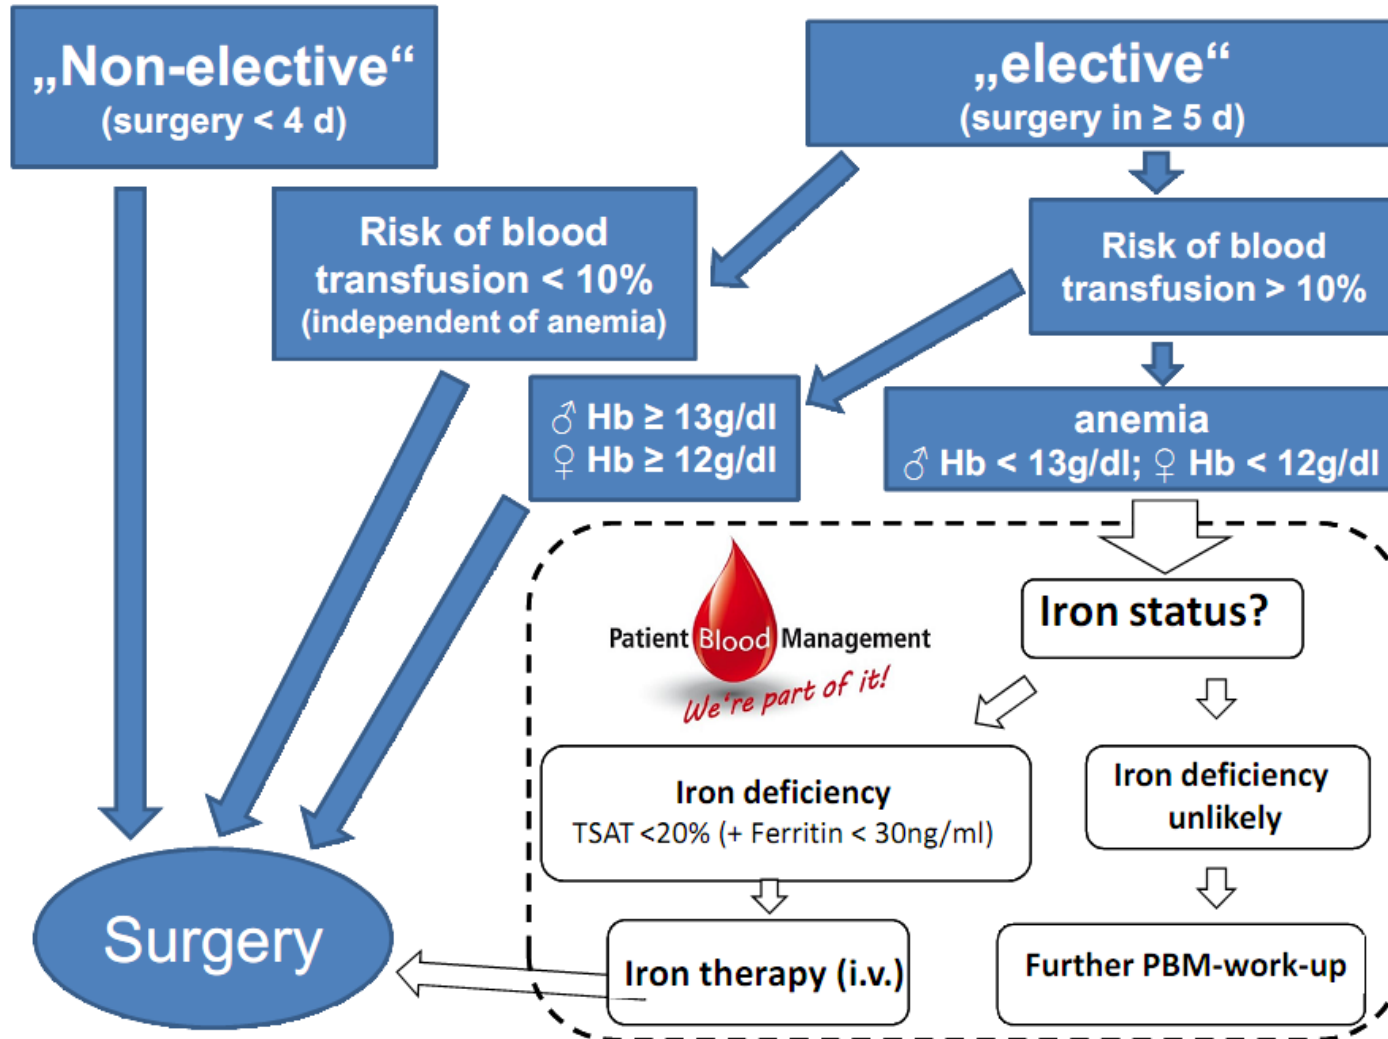 „Non-elective“
(surgery < 4 d)
„elective“
(surgery in ≥ 5 d)
Risk of blood
transfusion < 10%
(independent of anemia)
Risk of blood
transfusion > 10%
♂ Hb ≥ 13g/dl
♀ Hb ≥ 12g/dl
anemia
♂ Hb < 13g/dl; ♀ Hb < 12g/dl
Patient Blood Management
We're part of it!
Iron status?
Iron deficiency
TSAT <20% (+ Ferritin < 30ng/ml)
Iron deficiency
unlikely
Surgery
Iron therapy (i.v.)
Further PBM-work-up